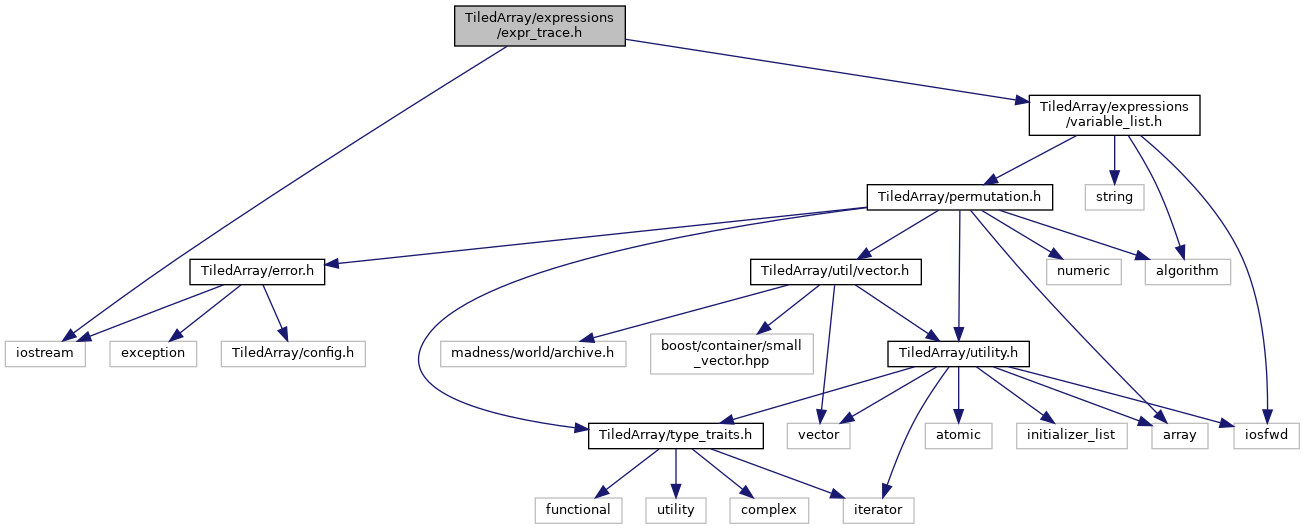 TiledArray/expressions
/expr_trace.h
TiledArray/expressions
/variable_list.h
TiledArray/permutation.h
string
TiledArray/error.h
TiledArray/util/vector.h
numeric
algorithm
iostream
exception
TiledArray/config.h
madness/world/archive.h
boost/container/small
_vector.hpp
TiledArray/utility.h
TiledArray/type_traits.h
vector
atomic
initializer_list
array
iosfwd
functional
utility
complex
iterator